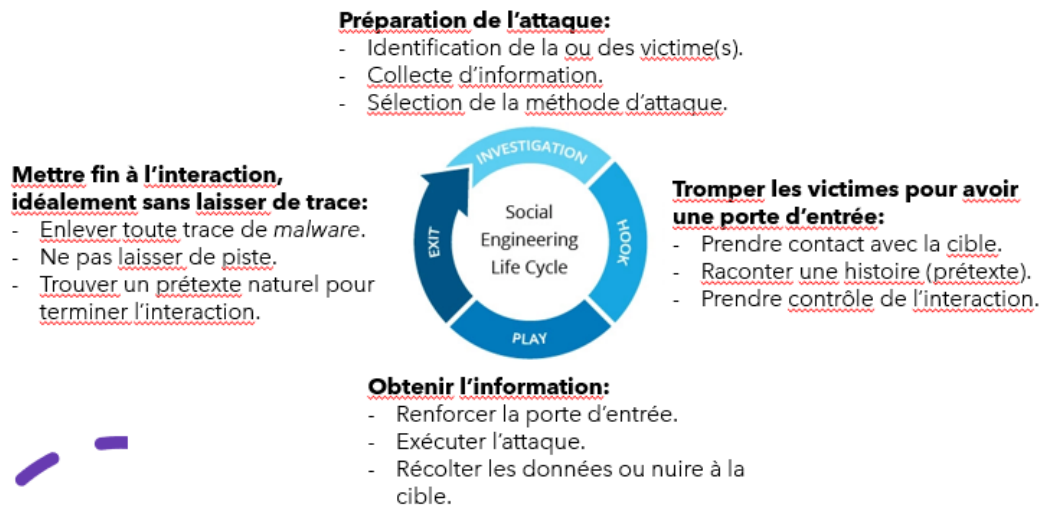 Préparation de l’attaque:
- Identification de la ou des victime(s).
- Collecte d’information.
- Sélection de la méthode d’attaque.
Mettre fin à l’interaction,
idéalement sans laisser de trace:
- Enlever toute trace de malware.
- Ne pas laisser de piste.
- Trouver un prétexte naturel pour
terminer l’interaction.
INVESTIGATION
HOOK
PLAY
EXIT
Social
Engineering
Life Cycle
Tromper les victimes pour avoir
une porte d’entrée:
- Prendre contact avec la cible.
- Raconter une histoire (prétexte).
- Prendre contrôle de l’interaction.
Obtenir l’information:
- Renforcer la porte d’entrée.
- Exécuter l’attaque.
- Récolter les données ou nuire à la
cible.